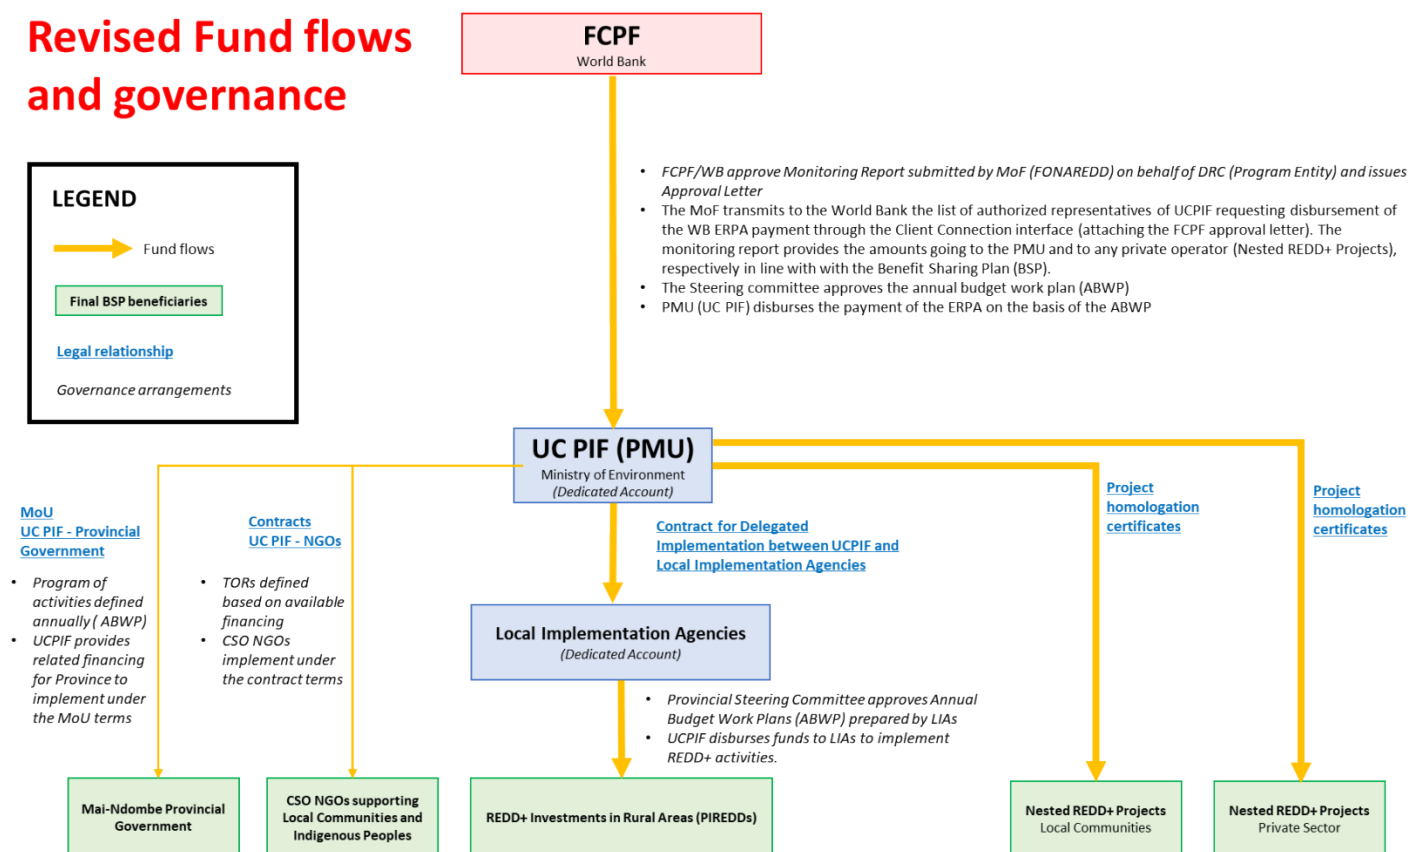 Revised Fund flows
and governance
FCPF
World Bank
LEGEND
Fund flows
Final BSP beneficiaries
Legal relationship
Governance arrangements
• FCPF/WB approve Monitoring Report submitted by MoF (FONAREDD) on behalf of DRC (Program Entity) and issues
Approval Letter
• The MoF transmits to the World Bank the list of authorized representatives of UCPIF requesting disbursement of
the WB ERPA payment through the Client Connection interface (attaching the FCPF approval letter). The
monitoring report provides the amounts going to the PMU and to any private operator (Nested REDD+ Projects),
respectively in line with with the Benefit Sharing Plan (BSP).
• The Steering committee approves the annual budget work plan (ABWP)
• PMU (UC PIF) disburses the payment of the ERPA on the basis of the ABWP
UC PIF (PMU)
Ministry of Environment
(Dedicated Account)
MoU
UC PIF - Provincial
Government
• Program of
activities defined
annually ( ABWP)
• UCPIF provides
related financing
for Province to
implement under
the MoU terms
Contracts
UC PIF - NGOs
• TORs defined
based on available
financing
• CSO NGOs
implement under
the contract terms
Contract for Delegated
Implementation between UCPIF and
Local Implementation Agencies
Project
homologation
certificates
Project
homologation
certificates
Local Implementation Agencies
(Dedicated Account)
• Provincial Steering Committee approves Annual
Budget Work Plans (ABWP) prepared by LIAs
• UCPIF disburses funds to LIAs to implement
REDD+ activities.
Mai-Ndombe Provincial
Government
CSO NGOs supporting
Local Communities and
Indigenous Peoples
REDD+ Investments in Rural Areas (PIREDDs)
Nested REDD+ Projects
Local Communities
Nested REDD+ Projects
Private Sector